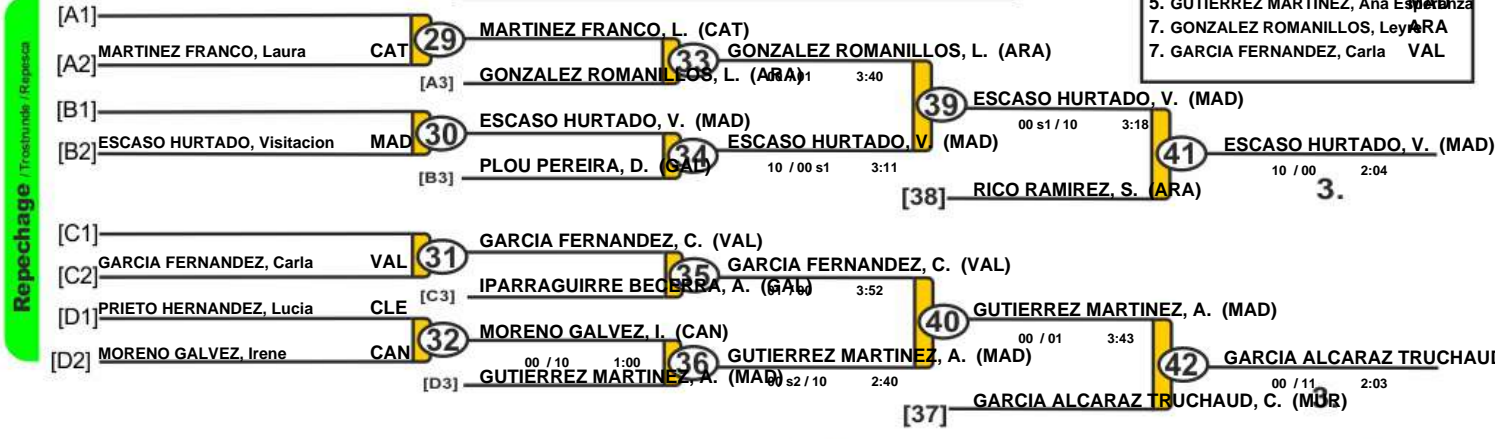 5. GUTIERREZ MARTINEZ, Ana Esperanza MAD
7. GONZALEZ ROMANILLOS, Leyre ARA
7. GARCIA FERNANDEZ, Carla VAL
Repechage / Trostrunde / Repesca
[A1]
[A2] MARTINEZ FRANCO, Laura CAT
29 MARTINEZ FRANCO, L. (CAT)
[A3] GONZALEZ ROMANILLOS, L. (ARA)
33 GONZALEZ ROMANILLOS, L. (ARA)
/ 01 3:40
[B1]
[B2] ESCASO HURTADO, Visitacion MAD
30 ESCASO HURTADO, V. (MAD)
[B3] PLOU PEREIRA, D. (GAL)
34 ESCASO HURTADO, V. (MAD)
10 / 00 s1 3:11
39 ESCASO HURTADO, V. (MAD)
00 s1 / 10 3:18
[38] RICO RAMIREZ, S. (ARA)
41 ESCASO HURTADO, V. (MAD)
10 / 00 2:04
3.
[C1]
[C2] GARCIA FERNANDEZ, Carla VAL
31 GARCIA FERNANDEZ, C. (VAL)
[C3] IPARRAGUIRRE BECERRA, A. (GAL)
35 GARCIA FERNANDEZ, C. (VAL)
01 / 00 3:52
[D1] PRIETO HERNANDEZ, Lucia CLE
[D2] MORENO GALVEZ, Irene CAN
32 MORENO GALVEZ, I. (CAN)
00 / 10 1:00
[D3] GUTIERREZ MARTINEZ, A. (MAD)
36 GUTIERREZ MARTINEZ, A. (MAD)
00 s2 / 10 2:40
40 GUTIERREZ MARTINEZ, A. (MAD)
00 / 01 3:43
[37] GARCIA ALCARAZ TRUCHAUD, C. (MUR)
42 GARCIA ALCARAZ TRUCHAUD
00 / 11 2:03
3.